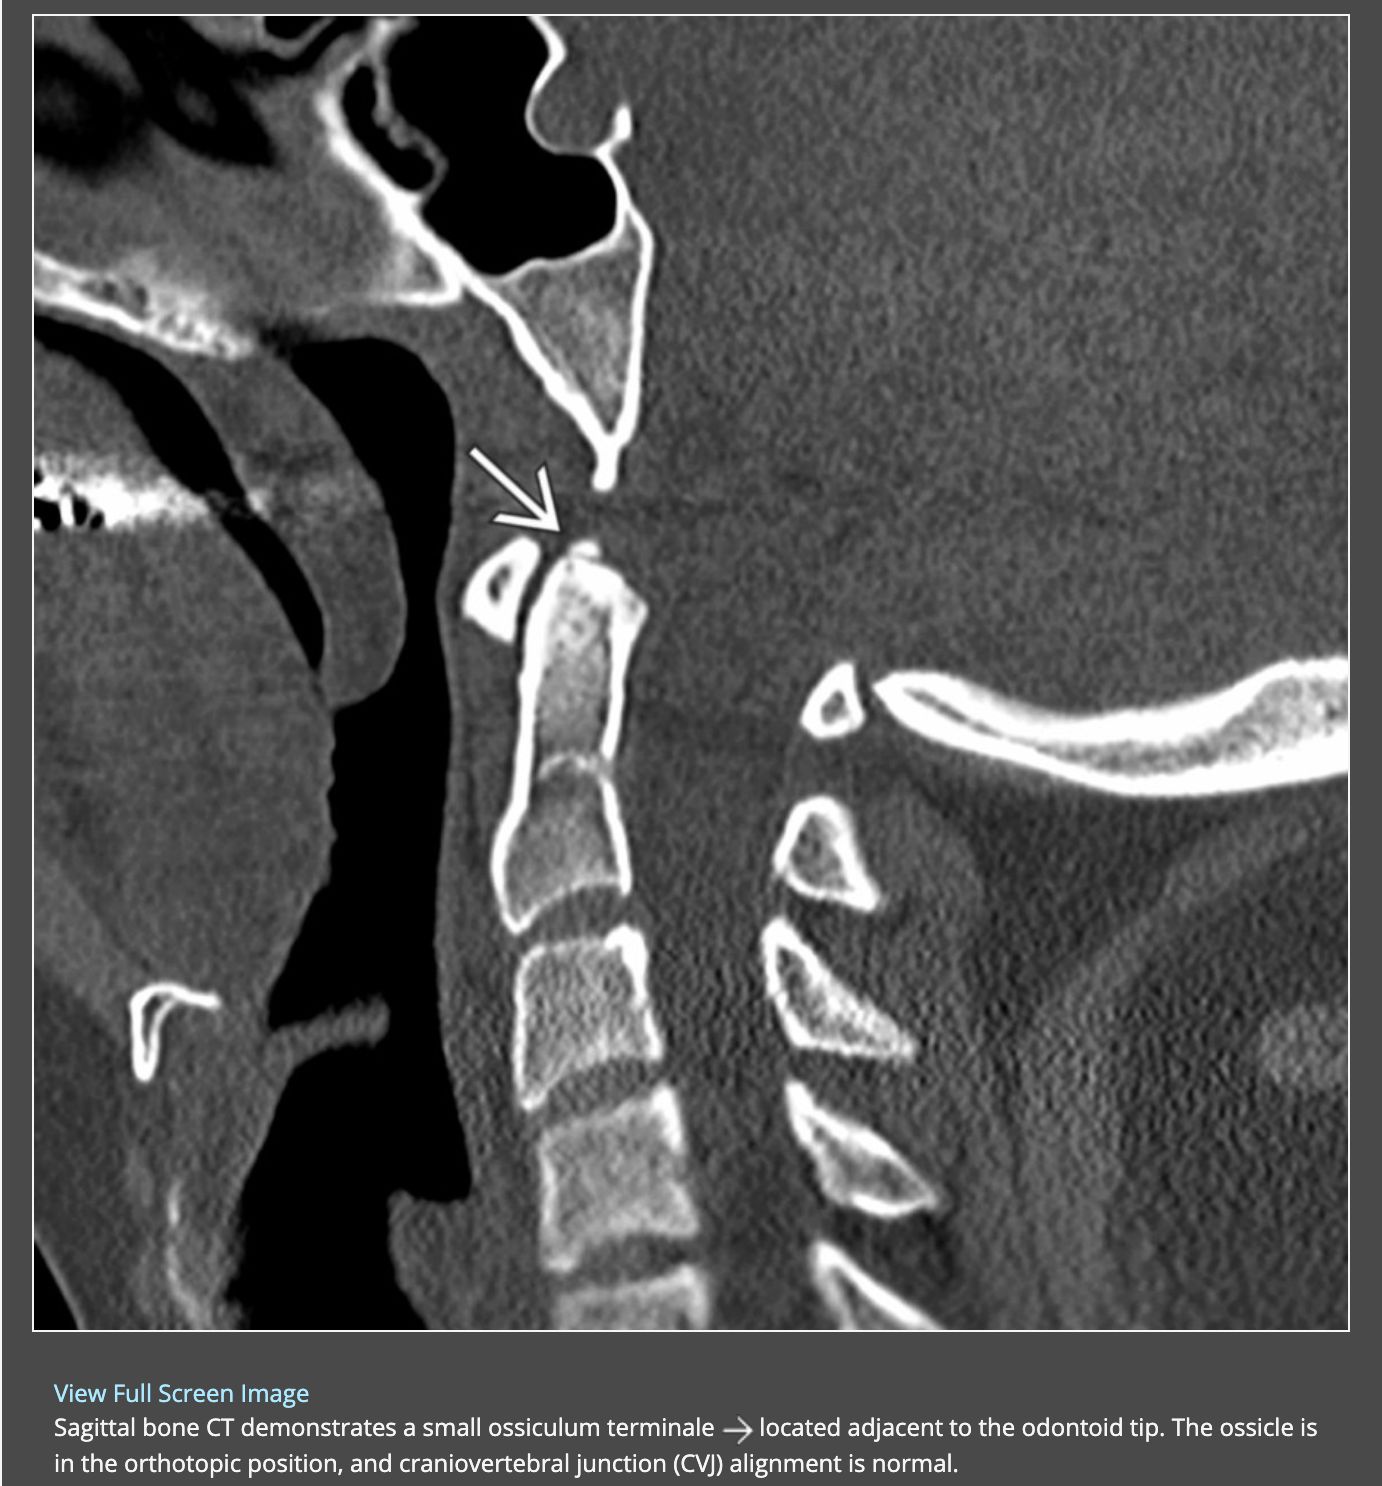 View Full Screen Image
Sagittal bone CT demonstrates a small ossiculum terminale → located adjacent to the odontoid tip. The ossicle is
in the orthotopic position, and craniovertebral junction (CVJ) alignment is normal.